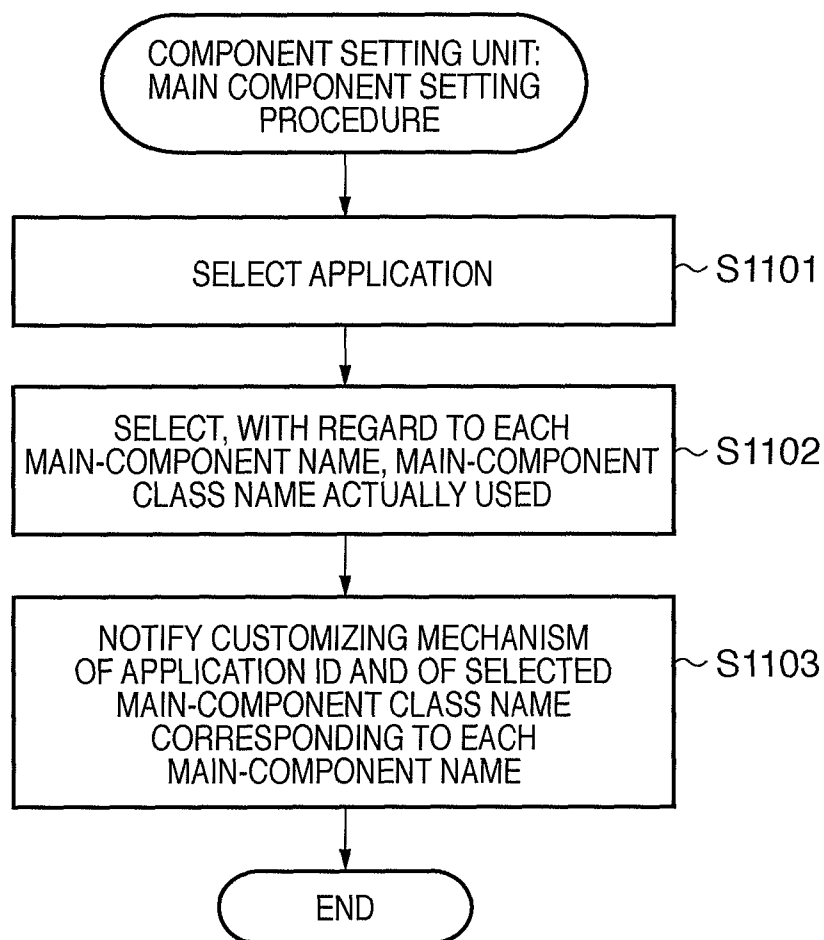 COMPONENT SETTING UNIT:
MAIN COMPONENT SETTING
PROCEDURE
SELECT APPLICATION
~ S1101
SELECT, WITH REGARD TO EACH
MAIN-COMPONENT NAME, MAIN-COMPONENT
CLASS NAME ACTUALLY USED
~ S1102
NOTIFY CUSTOMIZING MECHANISM
OF APPLICATION ID AND OF SELECTED
MAIN-COMPONENT CLASS NAME
CORRESPONDING TO EACH
MAIN-COMPONENT NAME
~ S1103
END